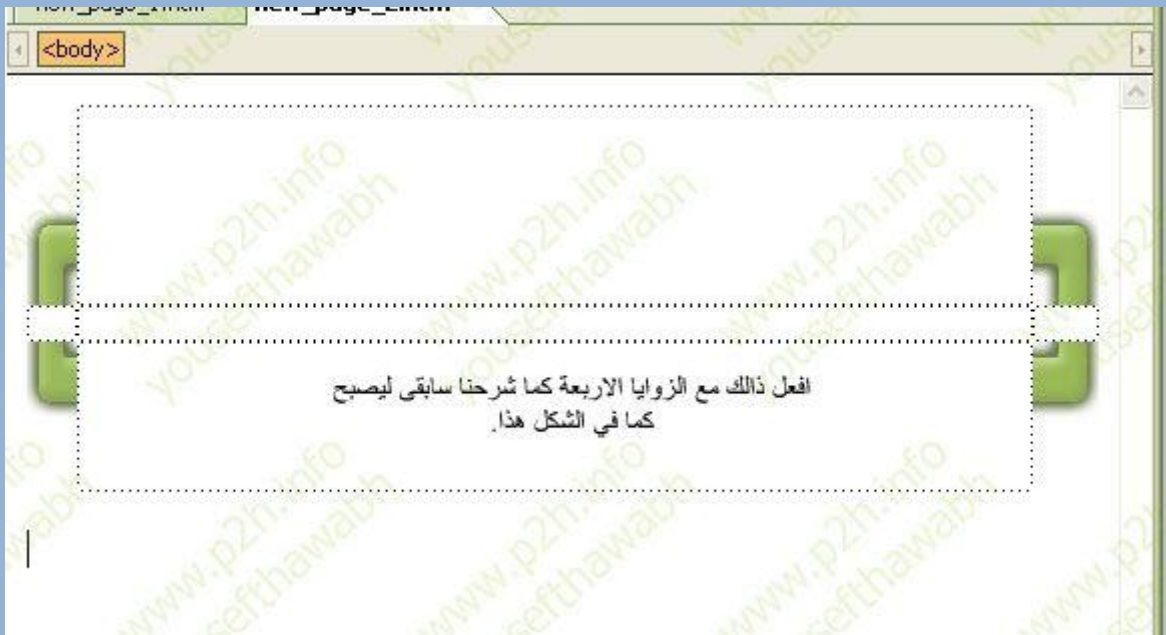 <body>
افعل ذالك مع الزوايا الاربعة كما شرحنا سابقى ليصبح
كما في الشكل هذا.
www.p2h.info
yousefthawabh